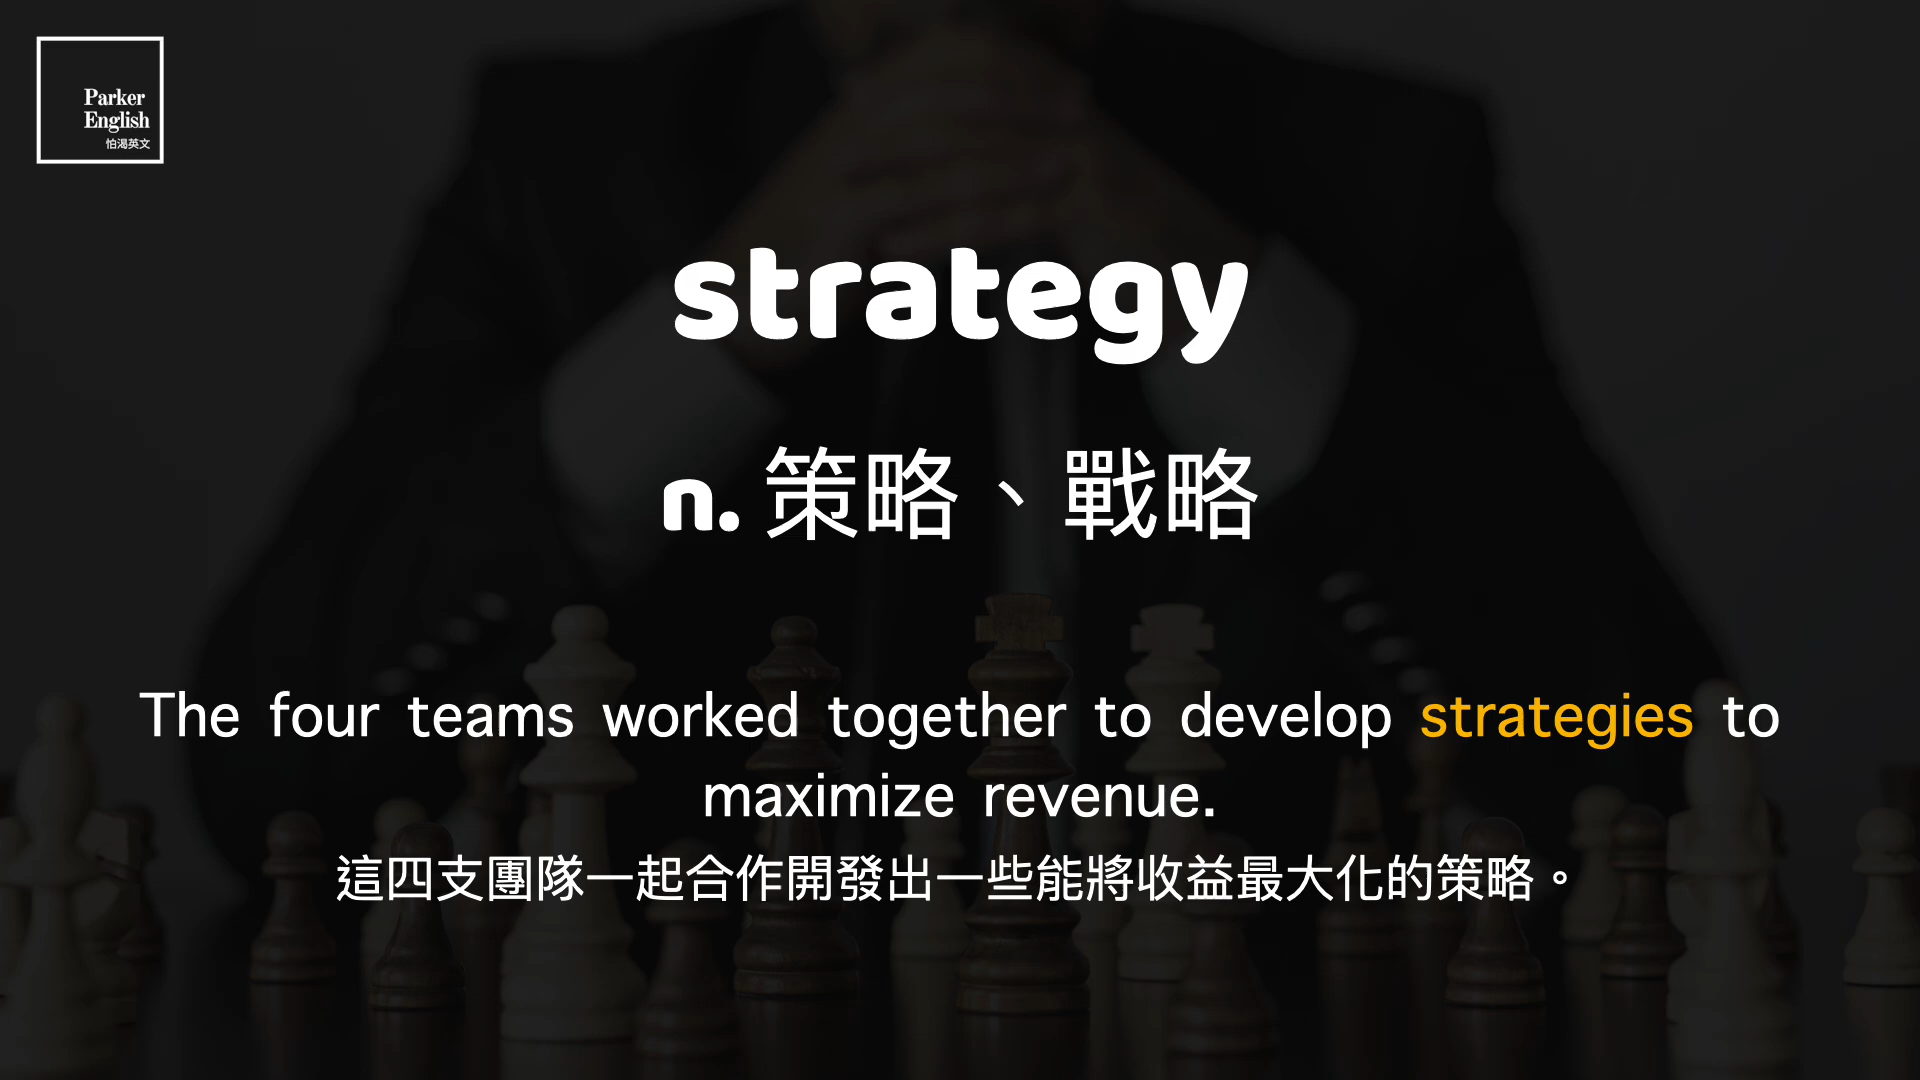 Parker
English
怕渴英文
strategy
n. 策略、戰略
The four teams worked together to develop strategies to
maximize revenue.
這四支團隊一起合作開發出一些能將收益最大化的策略。